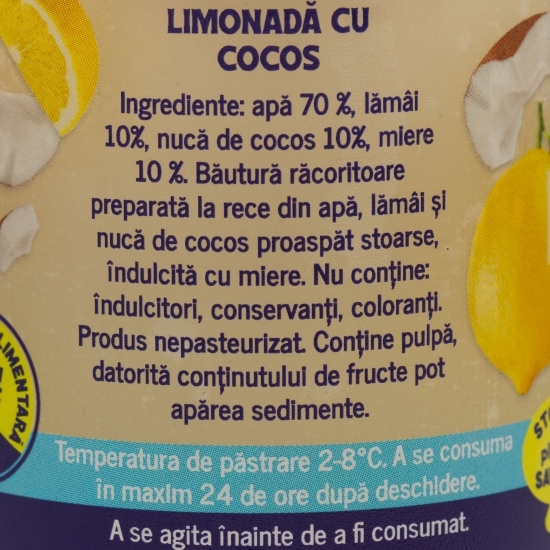 LIMONADĂ CU
COCOS
Ingrediente: apă 70 %, lămâi
10%, nucă de cocos 10%, miere
10 %. Băutură răcoritoare
preparată la rece din apă, lămâi și
nucă de cocos proaspăt stoarse,
îndulcită cu miere. Nu conține:
îndulcitori, conservanți, coloranți.
Produs nepasteurizat. Conține pulpă,
datorită conținutului de fructe pot
apărea sedimente.
LIMENTARĂ
Temperatura de păstrare 2-8°C. A se consuma
în maxim 24 de ore după deschidere.
A se agita înainte de a fi consumat.